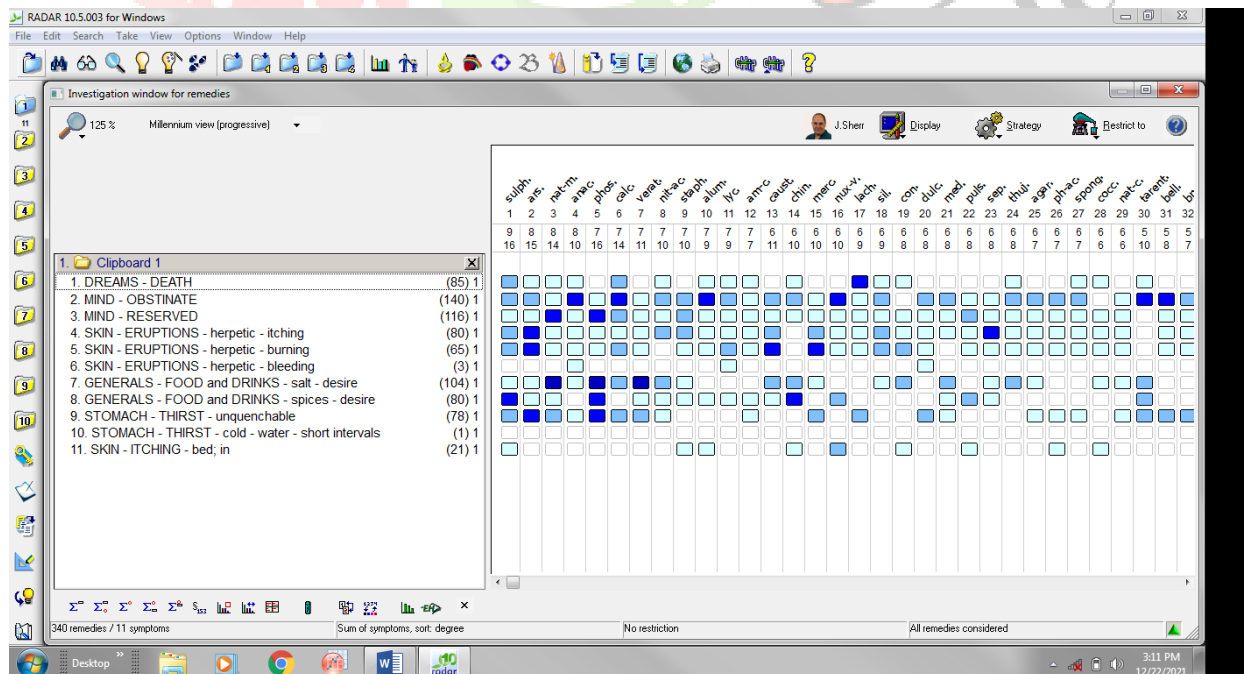 RADAR 10.5.003 for Windows
File Edit Search Take View Options Window Help
Investigation window for remedies
125 % Millennium view (progressive) J.Sherr Display Strategy Restrict to
sulph. ars. nat-m. anac. phos. calc. verat. nit-ac. staph. alum. lyc. am-c. caust. chin. merc. nux-v. lach. sil. con. dulc. med. puls. sep. thuj. agar. ph-ac. spong. cocc. nat-c. tarent. bell.
1 2 3 4 5 6 7 8 9 10 11 12 13 14 15 16 17 18 19 20 21 22 23 24 25 26 27 28 29 30 31 32
9 8 8 8 7 7 7 7 7 7 7 7 6 6 6 6 6 6 6 6 6 6 6 6 6 6 6 6 6 5 5 5
16 15 14 10 16 14 11 10 10 9 9 7 11 10 10 10 9 9 8 8 8 8 8 8 7 7 7 6 6 10 8 7
1. Clipboard 1 X
1. DREAMS - DEATH (85) 1
2. MIND - OBSTINATE (140) 1
3. MIND - RESERVED (116) 1
4. SKIN - ERUPTIONS - herpetic - itching (80) 1
5. SKIN - ERUPTIONS - herpetic - burning (65) 1
6. SKIN - ERUPTIONS - herpetic - bleeding (3) 1
7. GENERALS - FOOD and DRINKS - salt - desire (104) 1
8. GENERALS - FOOD and DRINKS - spices - desire (80) 1
9. STOMACH - THIRST - unquenchable (78) 1
10. STOMACH - THIRST - cold - water - short intervals (1) 1
11. SKIN - ITCHING - bed; in (21) 1
1
11
2
3
4
5
6
7
8
9
10
340 remedies / 11 symptoms Sum of symptoms, sort: degree No restriction All remedies considered
Desktop radar 3:11 PM
12/22/2021